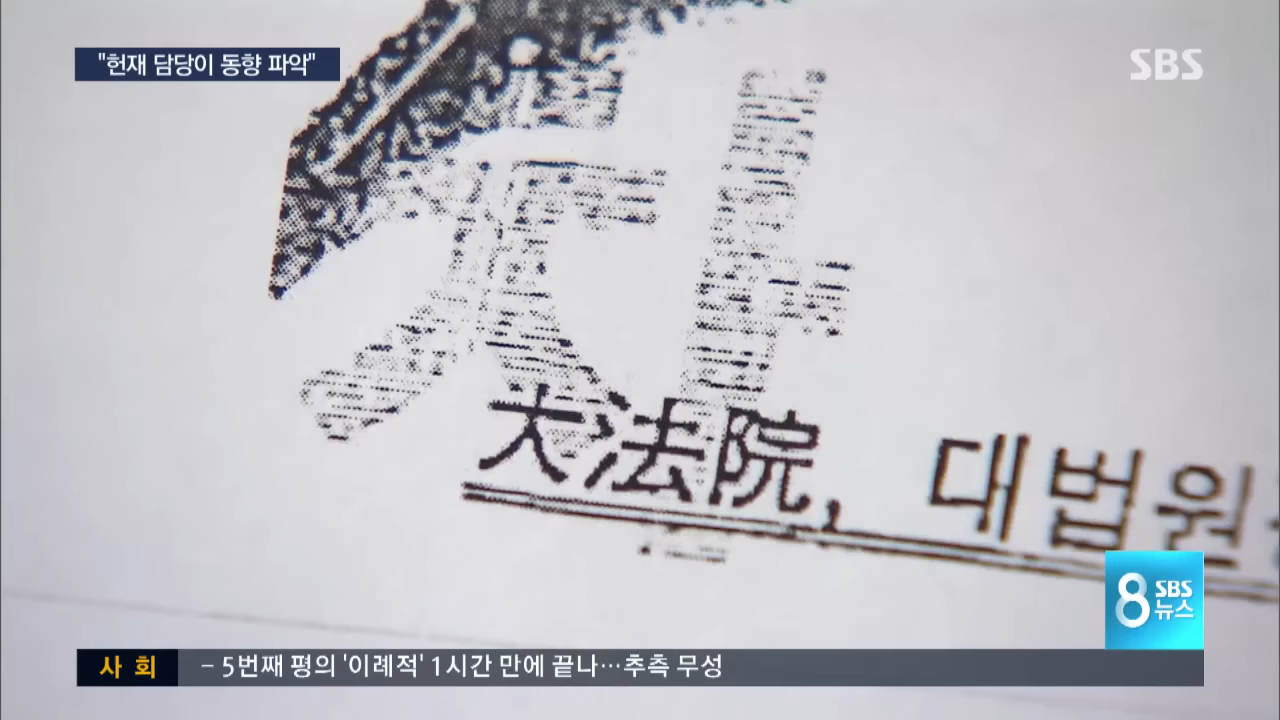 "헌재 담당이 동향 파악"
SBS
大法院, 대법원
8 SBS 뉴스
사 회
- 5번째 평의 '이례적' 1시간 만에 끝나…추측 무성